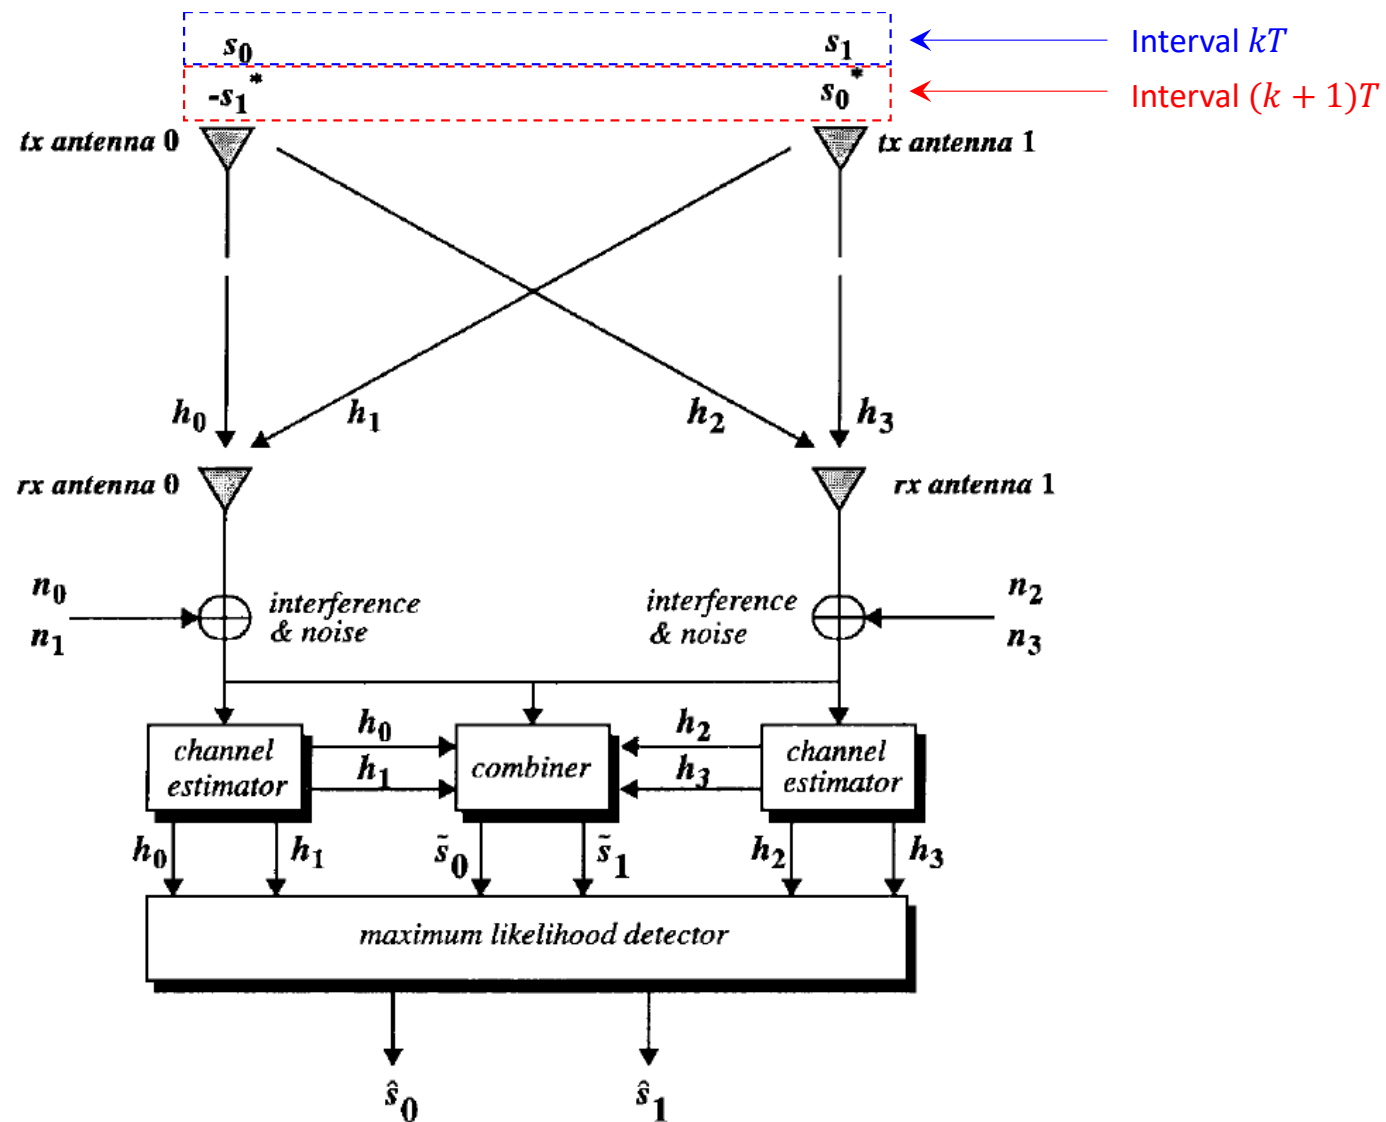 s₀ s₁ Interval kT
-s₁* s₀* Interval (k + 1)T
tx antenna 0 tx antenna 1
h₀ h₁ h₂ h₃
rx antenna 0 rx antenna 1
n₀ interference interference n₂
n₁ & noise & noise n₃
h₀ h₂
channel channel
h₁ combiner h₃
estimator estimator
h₀ h₁ s̃₀ s̃₁ h₂ h₃
maximum likelihood detector
ŝ₀ ŝ₁